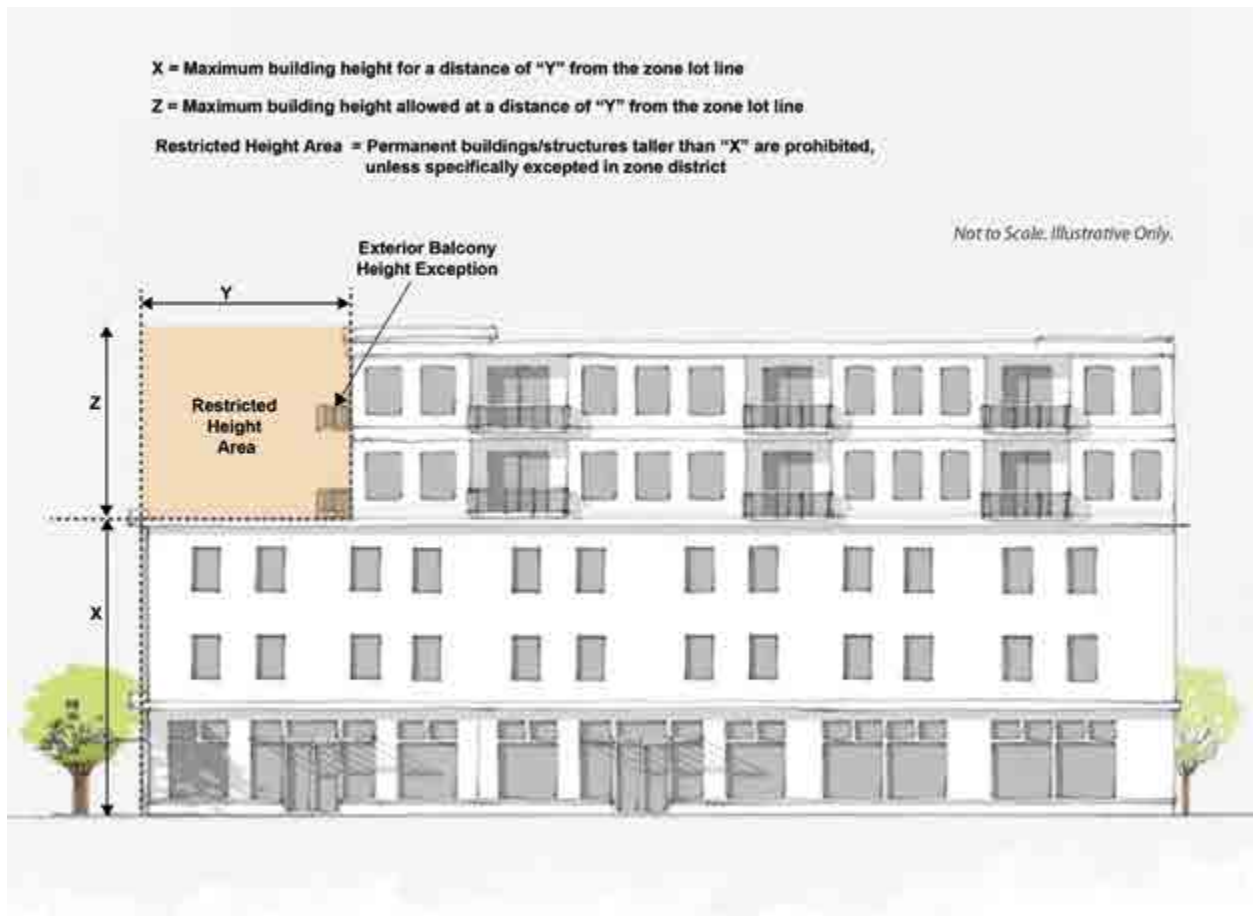 X = Maximum building height for a distance of “Y” from the zone lot line
Z = Maximum building height allowed at a distance of “Y” from the zone lot line
Restricted Height Area = Permanent buildings/structures taller than “X” are prohibited,
unless specifically excepted in zone district
Not to Scale. Illustrative Only.
Exterior Balcony
Height Exception
Y
Z
Restricted
Height
Area
X